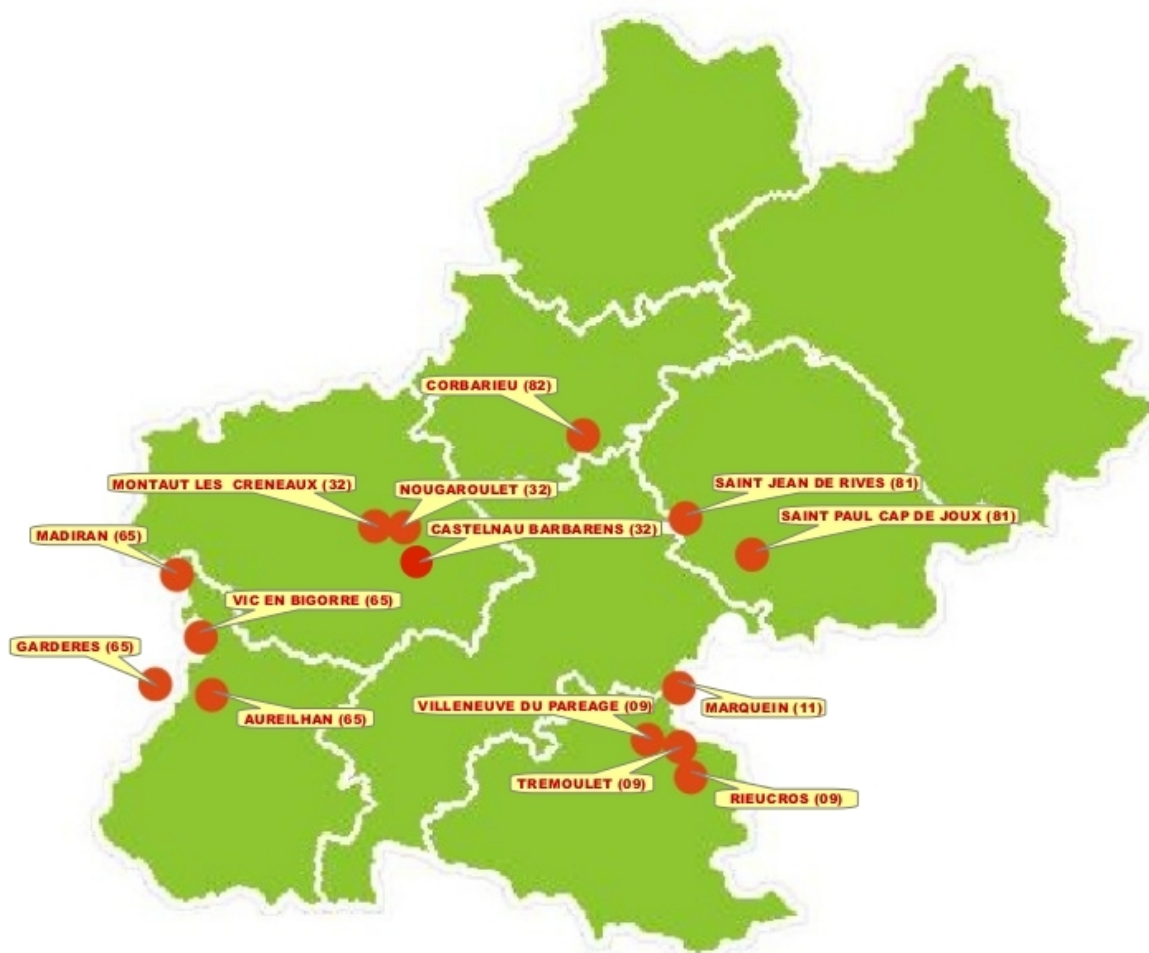 CORBARIEU (82)
MONTAUT LES CRENEAUX (32)
NOUGAROULET (32)
SAINT JEAN DE RIVES (81)
SAINT PAUL CAP DE JOUX (81)
CASTELNAU BARBARENS (32)
MADIRAN (65)
VIC EN BIGORRE (65)
GARDERES (65)
AUREILHAN (65)
VILLENEUVE DU PAREAGE (09)
MARQUEIN (11)
TREMOULET (09)
RIEUCROS (09)